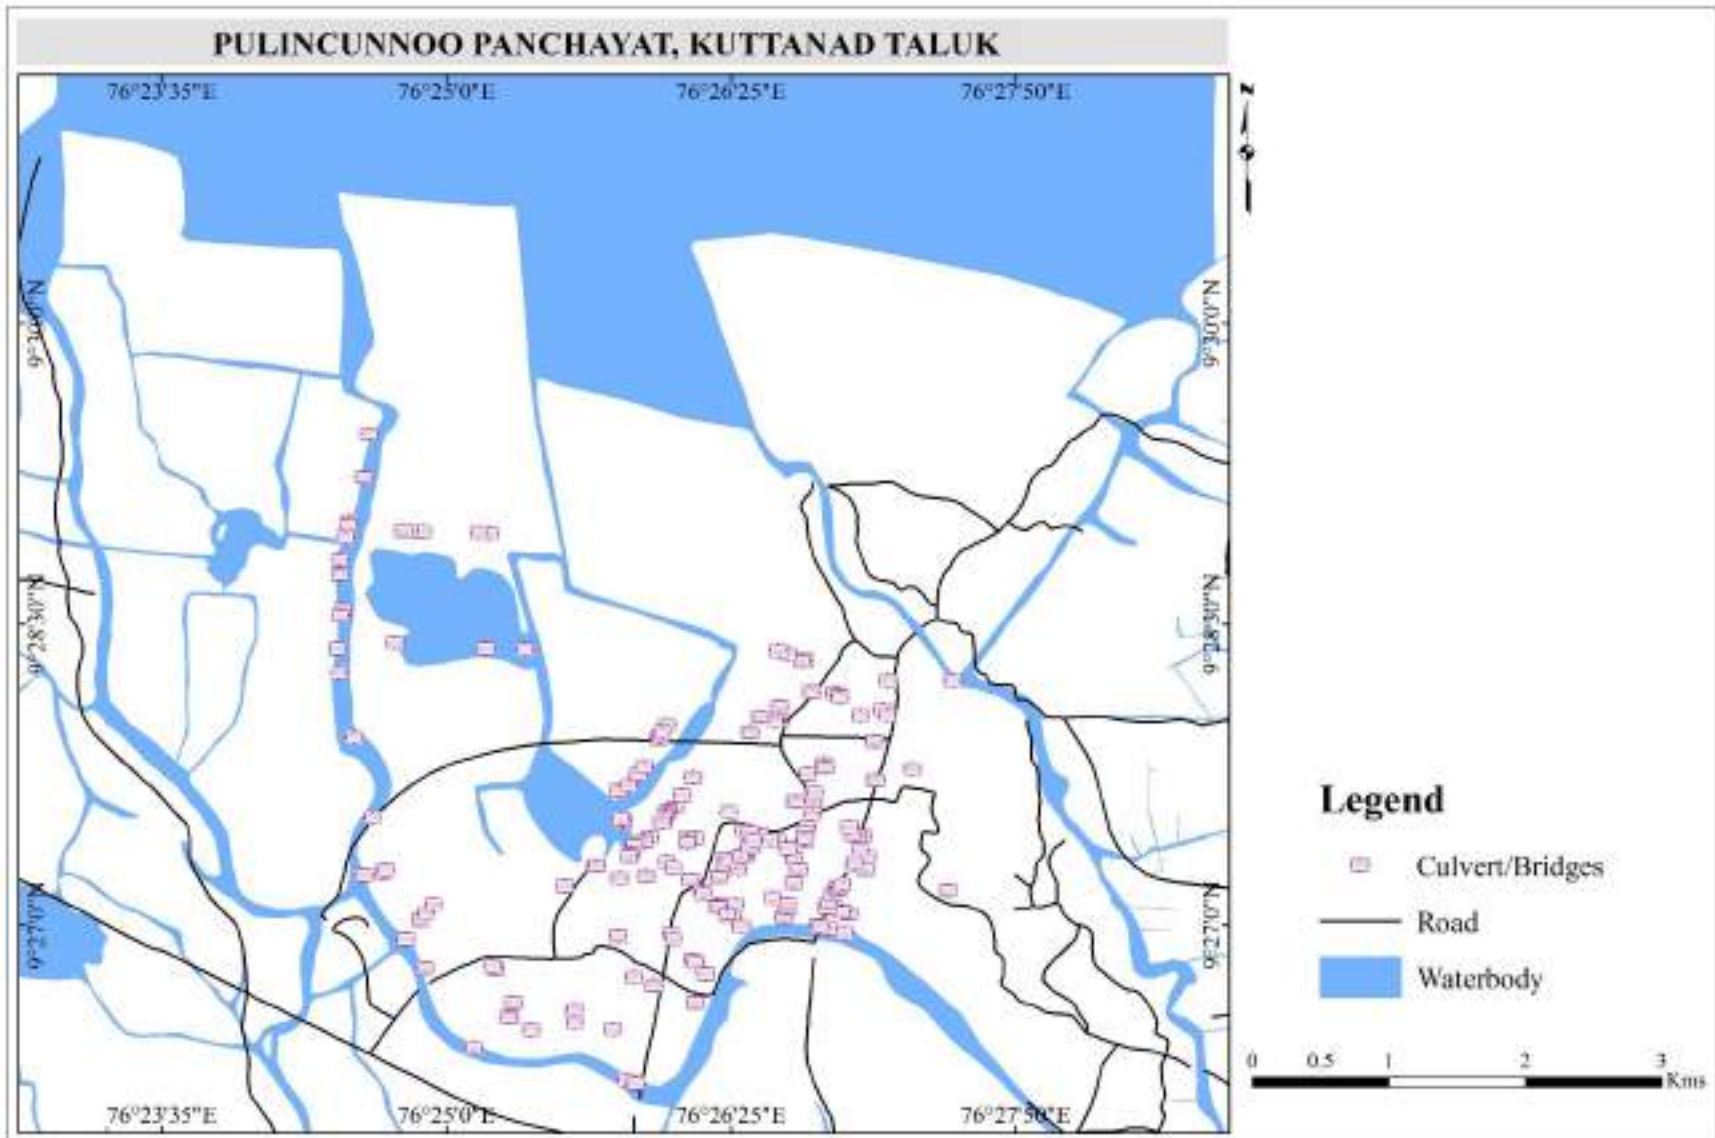 PULINCUNNOO PANCHAYAT, KUTTANAD TALUK
76°23'35"E 76°25'0"E 76°26'25"E 76°27'50"E
N
9°30'0"N 9°30'0"N
9°28'30"N 9°28'30"N
9°27'0"N 9°27'0"N
Legend
Culvert/Bridges
Road
Waterbody
0 0.5 1 2 3
Kms
76°23'35"E 76°25'0"E 76°26'25"E 76°27'50"E